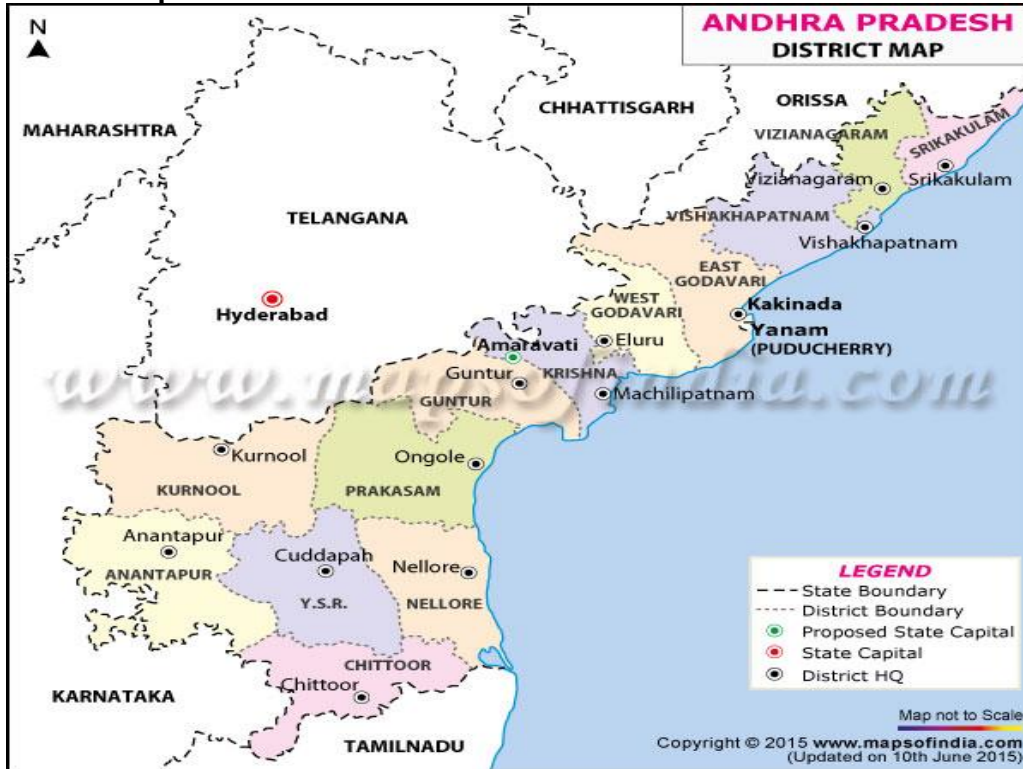 N
ANDHRA PRADESH
DISTRICT MAP
MAHARASHTRA
CHHATTISGARH
ORISSA
VIZIANAGARAM
SRIKAKULAM
Vizianagaram
Srikakulam
TELANGANA
VISHAKHAPATNAM
Vishakhapatnam
EAST
GODAVARI
WEST
GODAVARI
Hyderabad
Kakinada
Yanam
(PUDUCHERRY)
Amaravati
Eluru
Guntur
KRISHNA
www.mapsofindia.com
GUNTUR
Machilipatnam
Kurnool
Ongole
KURNOOL
PRAKASAM
Anantapur
Cuddapah
Nellore
ANANTAPUR
Y.S.R.
NELLORE
CHITTOOR
Chittoor
KARNATAKA
TAMILNADU
LEGEND
State Boundary
District Boundary
Proposed State Capital
State Capital
District HQ
Map not to Scale
Copyright © 2015 www.mapsofindia.com
(Updated on 10th June 2015)